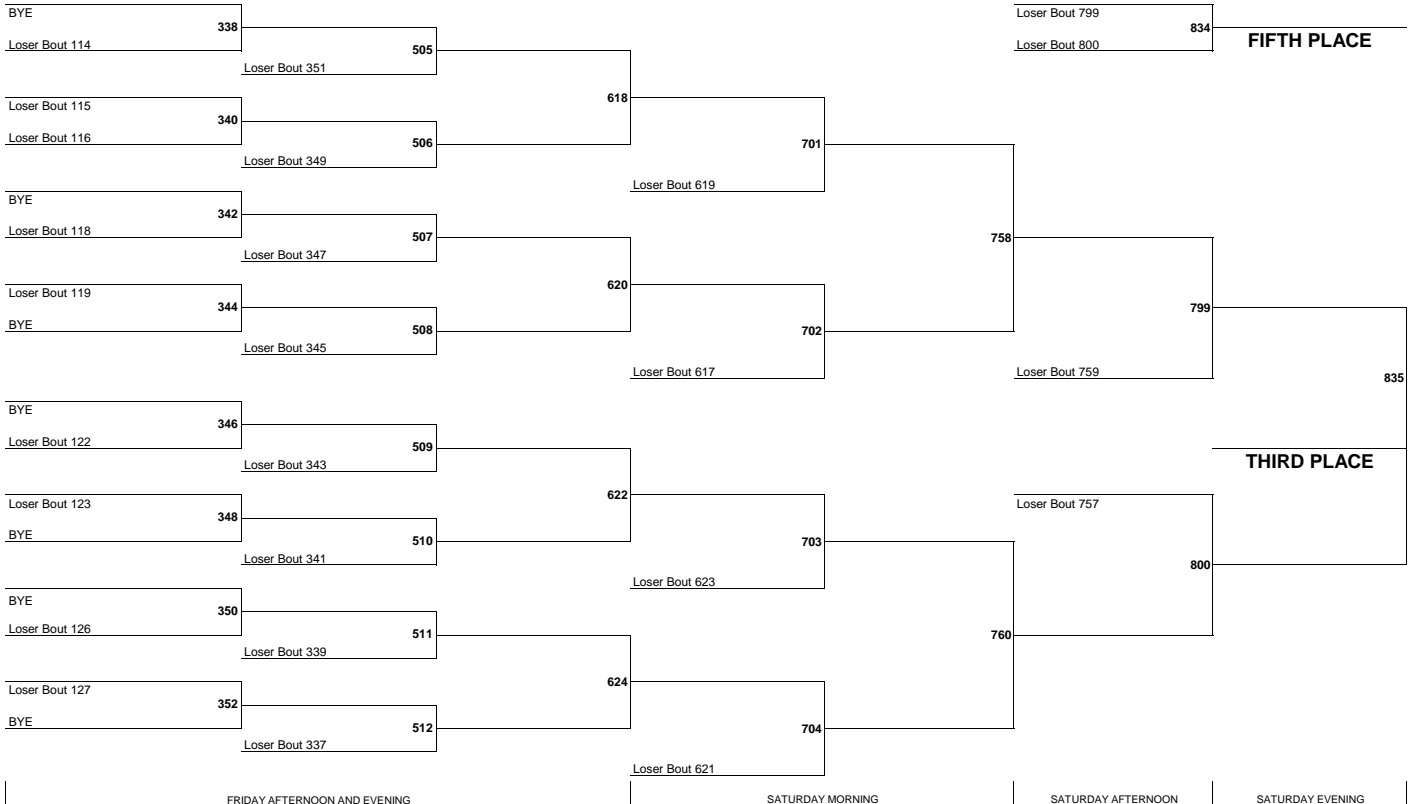 BYE
338
Loser Bout 114
505
Loser Bout 351
618
Loser Bout 115
340
Loser Bout 116
506
Loser Bout 349
701
Loser Bout 619
BYE
342
Loser Bout 118
507
Loser Bout 347
620
758
Loser Bout 119
344
BYE
508
Loser Bout 345
702
Loser Bout 617
799
Loser Bout 759
835
BYE
346
Loser Bout 122
509
Loser Bout 343
622
Loser Bout 123
348
BYE
510
Loser Bout 341
703
Loser Bout 623
BYE
350
Loser Bout 126
511
Loser Bout 339
624
760
Loser Bout 127
352
BYE
512
Loser Bout 337
704
Loser Bout 621
Loser Bout 757
800
THIRD PLACE
Loser Bout 799
834
Loser Bout 800
FIFTH PLACE
FRIDAY AFTERNOON AND EVENING
SATURDAY MORNING
SATURDAY AFTERNOON
SATURDAY EVENING